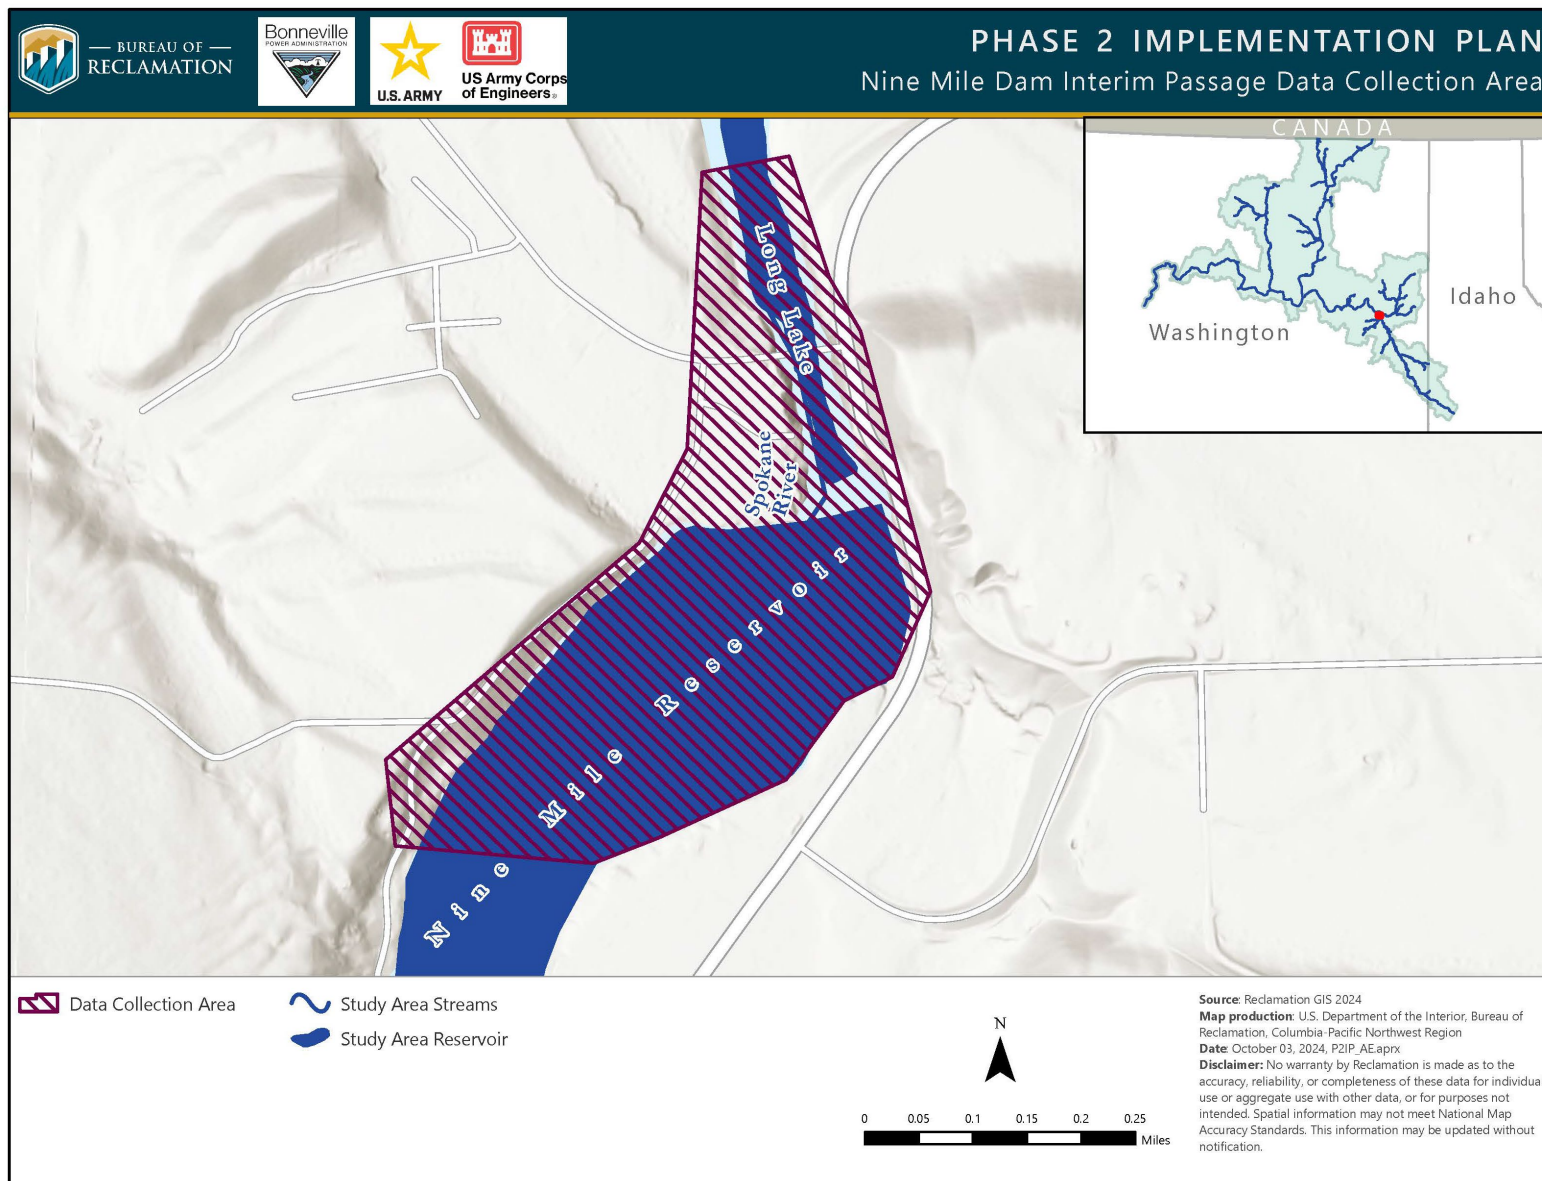 BUREAU OF
RECLAMATION
Bonneville
POWER ADMINISTRATION
U.S. ARMY
US Army Corps
of Engineers®
PHASE 2 IMPLEMENTATION PLAN
Nine Mile Dam Interim Passage Data Collection Area
CANADA
Washington
Idaho
Long Lake
Spokane
River
Nine Mile Reservoir
Data Collection Area
Study Area Streams
Study Area Reservoir
N
0 0.05 0.1 0.15 0.2 0.25
Miles
Source: Reclamation GIS 2024
Map production: U.S. Department of the Interior, Bureau of
Reclamation, Columbia-Pacific Northwest Region
Date: October 03, 2024, P2IP_AE.aprx
Disclaimer: No warranty by Reclamation is made as to the
accuracy, reliability, or completeness of these data for individua
use or aggregate use with other data, or for purposes not
intended. Spatial information may not meet National Map
Accuracy Standards. This information may be updated without
notification.